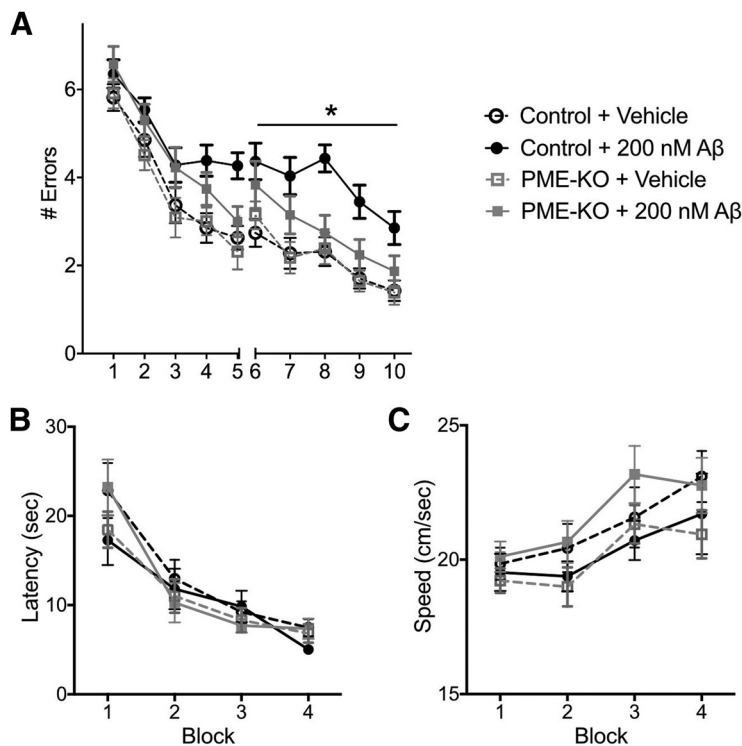 A
# Errors
6
4
2
0
*
1 2 3 4 5 6 7 8 9 10
Control + Vehicle
Control + 200 nM Aβ
PME-KO + Vehicle
PME-KO + 200 nM Aβ
B
Latency (sec)
30
20
10
0
1 2 3 4
Block
C
Speed (cm/sec)
25
20
15
1 2 3 4
Block